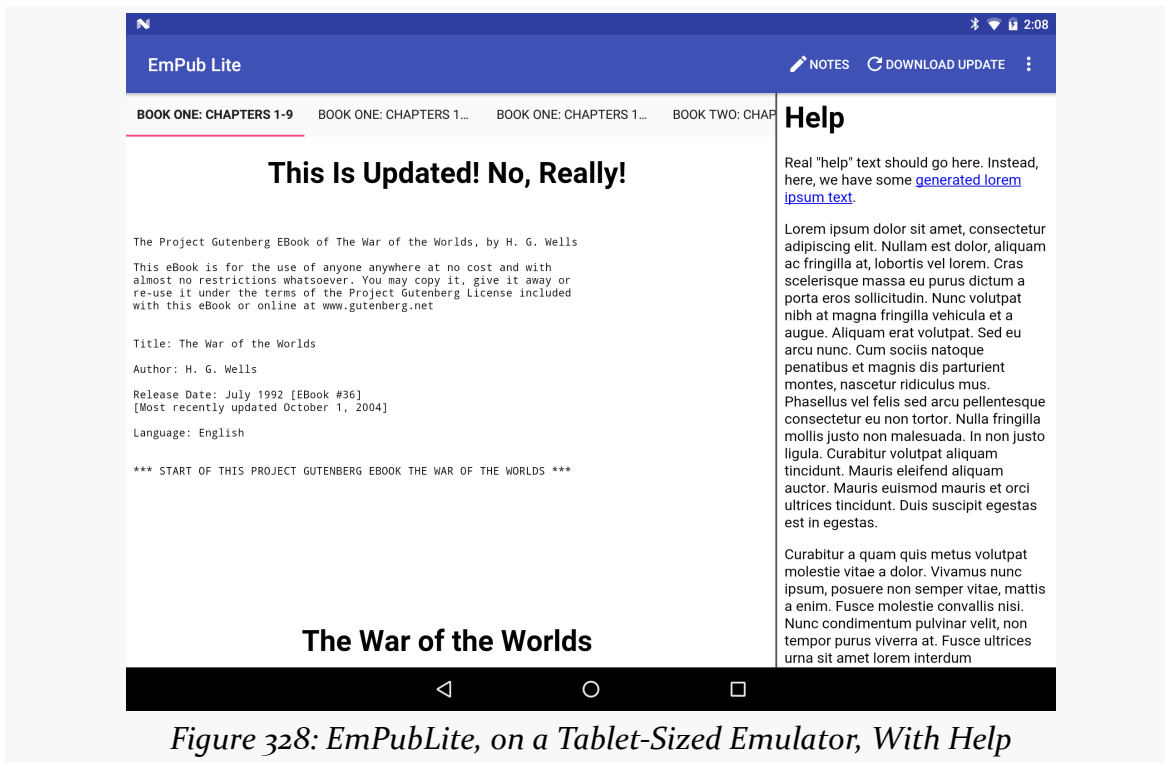 2:08
EmPub Lite
NOTES
DOWNLOAD UPDATE
BOOK ONE: CHAPTERS 1-9
BOOK ONE: CHAPTERS 1...
BOOK ONE: CHAPTERS 1...
BOOK TWO: CHAP
This Is Updated! No, Really!
The Project Gutenberg EBook of The War of the Worlds, by H. G. Wells
This eBook is for the use of anyone anywhere at no cost and with
almost no restrictions whatsoever. You may copy it, give it away or
re-use it under the terms of the Project Gutenberg License included
with this eBook or online at www.gutenberg.net
Title: The War of the Worlds
Author: H. G. Wells
Release Date: July 1992 [EBook #36]
[Most recently updated October 1, 2004]
Language: English
*** START OF THIS PROJECT GUTENBERG EBOOK THE WAR OF THE WORLDS ***
The War of the Worlds
Help
Real "help" text should go here. Instead,
here, we have some generated lorem
ipsum text.
Lorem ipsum dolor sit amet, consectetur
adipiscing elit. Nullam est dolor, aliquam
ac fringilla at, lobortis vel lorem. Cras
scelerisque massa eu purus dictum a
porta eros sollicitudin. Nunc volutpat
nibh at magna fringilla vehicula et a
augue. Aliquam erat volutpat. Sed eu
arcu nunc. Cum sociis natoque
penatibus et magnis dis parturient
montes, nascetur ridiculus mus.
Phasellus vel felis sed arcu pellentesque
consectetur eu non tortor. Nulla fringilla
mollis justo non malesuada. In non justo
ligula. Curabitur volutpat aliquam
tincidunt. Mauris eleifend aliquam
auctor. Mauris euismod mauris et orci
ultrices tincidunt. Duis suscipit egestas
est in egestas.
Curabitur a quam quis metus volutpat
molestie vitae a dolor. Vivamus nunc
ipsum, posuere non semper vitae, mattis
a enim. Fusce molestie convallis nisi.
Nunc condimentum pulvinar velit, non
tempor purus viverra at. Fusce ultrices
urna sit amet lorem interdum
Figure 328: EmPubLite, on a Tablet-Sized Emulator, With Help